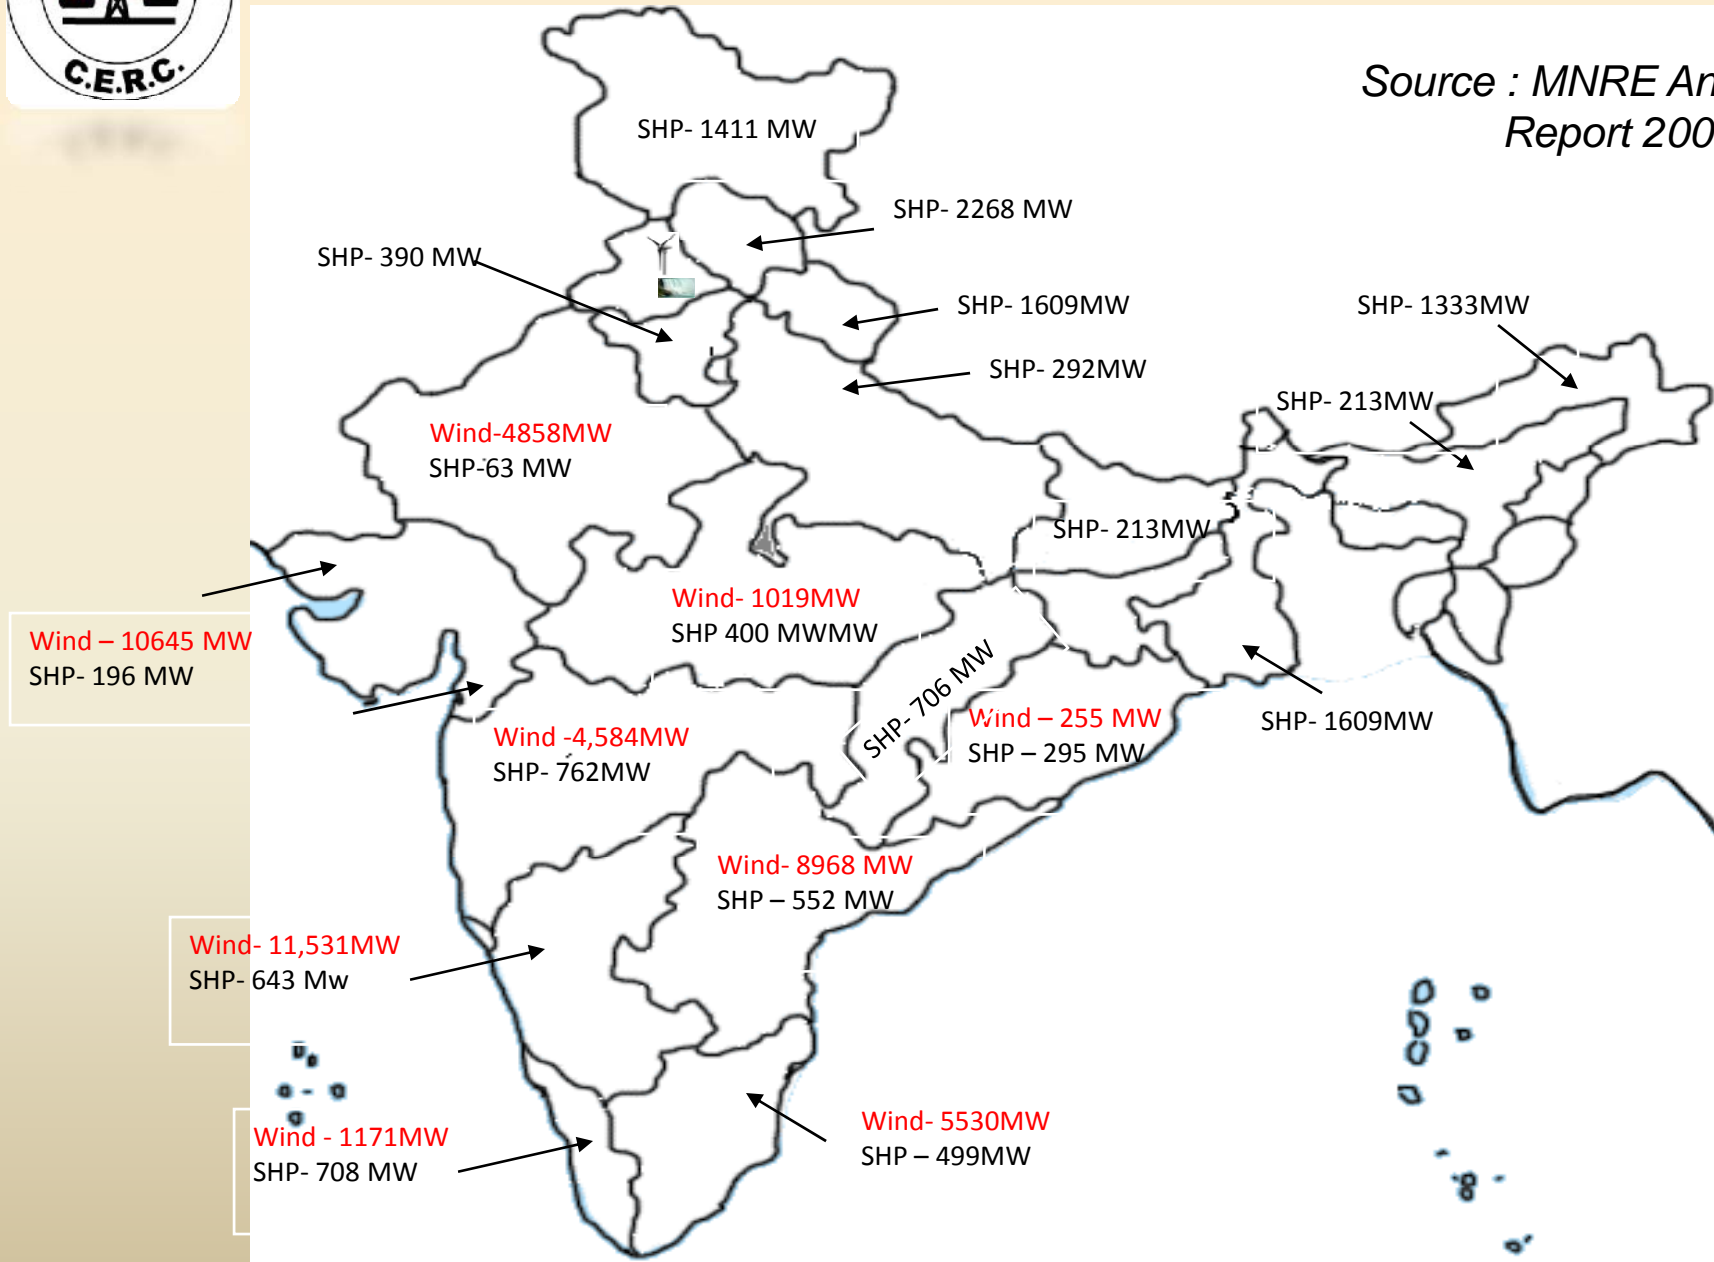 C.E.R.C.
Source : MNRE An
Report 200
SHP- 1411 MW
SHP- 2268 MW
SHP- 390 MW
SHP- 1609MW
SHP- 1333MW
SHP- 292MW
SHP- 213MW
Wind-4858MW
SHP-63 MW
SHP- 213MW
Wind- 1019MW
SHP 400 MWMW
Wind – 10645 MW
SHP- 196 MW
SHP- 706 MW
Wind – 255 MW
SHP – 295 MW
SHP- 1609MW
Wind -4,584MW
SHP- 762MW
Wind- 8968 MW
SHP – 552 MW
Wind- 11,531MW
SHP- 643 Mw
Wind - 1171MW
SHP- 708 MW
Wind- 5530MW
SHP – 499MW